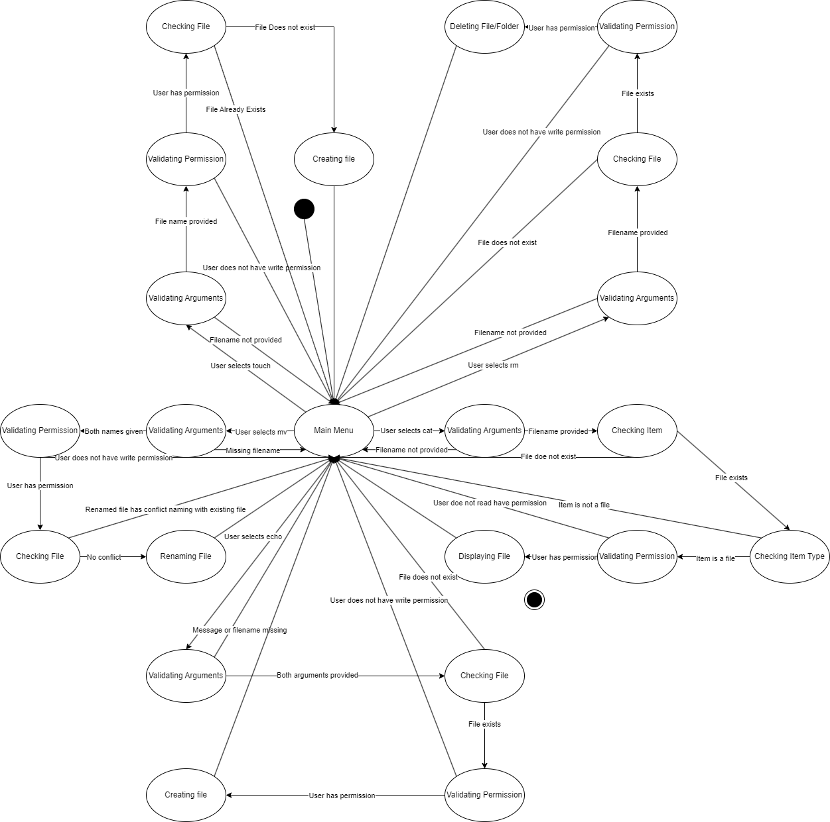 Checking File
File Does not exist
Deleting File/Folder
User has permission
Validating Permission
User has permission
File exists
File Already Exists
User does not have write permission
Validating Permission
Creating file
Checking File
File name provided
Filename provided
File does not exist
User does not have write permission
Validating Arguments
Validating Arguments
Filename not provided
Filename not provided
User selects touch
User selects rm
Validating Permission
Both names given
Validating Arguments
User selects mv
Main Menu
User selects cat
Validating Arguments
Filename provided
Checking Item
Missing filename
Filename not provided
User does not have write permission
File doe not exist
User has permission
File exists
Renamed file has conflict naming with existing file
User doe not read have permission
Item is not a file
User selects echo
Checking File
No conflict
Renaming File
Displaying File
User has permission
Validating Permission
Item is a file
Checking Item Type
File does not exist
User does not have write permission
Message or filename missing
Validating Arguments
Both arguments provided
Checking File
File exists
Creating file
User has permission
Validating Permission